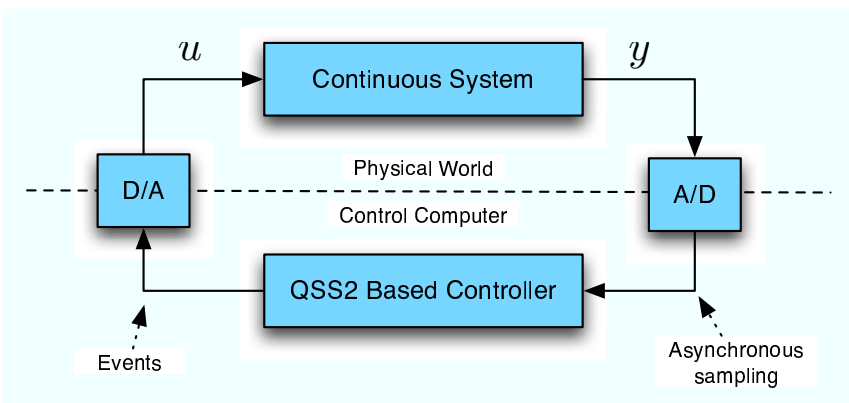 u
y
Continuous System
Physical World
D/A
A/D
Control Computer
QSS2 Based Controller
Events
Asynchronous
sampling